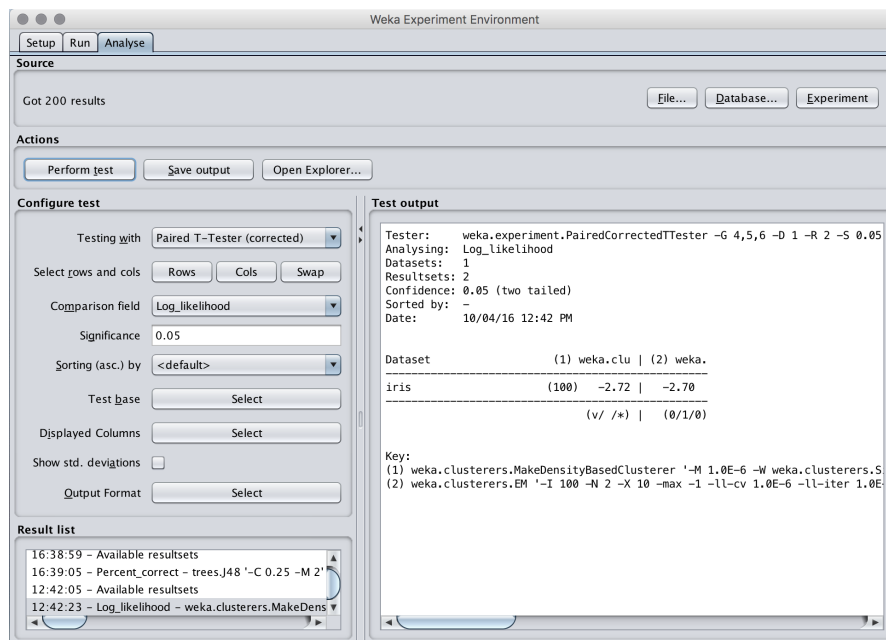 Weka Experiment Environment
Setup Run Analyse
Source
Got 200 results
File... Database... Experiment
Actions
Perform test Save output Open Explorer...
Configure test
Testing with Paired T-Tester (corrected)
Select rows and cols Rows Cols Swap
Comparison field Log_likelihood
Significance 0.05
Sorting (asc.) by <default>
Test base Select
Displayed Columns Select
Show std. deviations
Output Format Select
Result list
16:38:59 – Available resultsets
16:39:05 – Percent_correct – trees.J48 '-C 0.25 -M 2'
12:42:05 – Available resultsets
12:42:23 – Log_likelihood – weka.clusterers.MakeDens
Test output
Tester: weka.experiment.PairedCorrectedTTester -G 4,5,6 -D 1 -R 2 -S 0.05
Analysing: Log_likelihood
Datasets: 1
Resultsets: 2
Confidence: 0.05 (two tailed)
Sorted by: -
Date: 10/04/16 12:42 PM
Dataset (1) weka.clu | (2) weka.
------------------------------------------------
iris (100) -2.72 | -2.70
------------------------------------------------
(v/ /*) | (0/1/0)
Key:
(1) weka.clusterers.MakeDensityBasedClusterer '-M 1.0E-6 -W weka.clusterers.S
(2) weka.clusterers.EM '-I 100 -N 2 -X 10 -max -1 -ll-cv 1.0E-6 -ll-iter 1.0E-